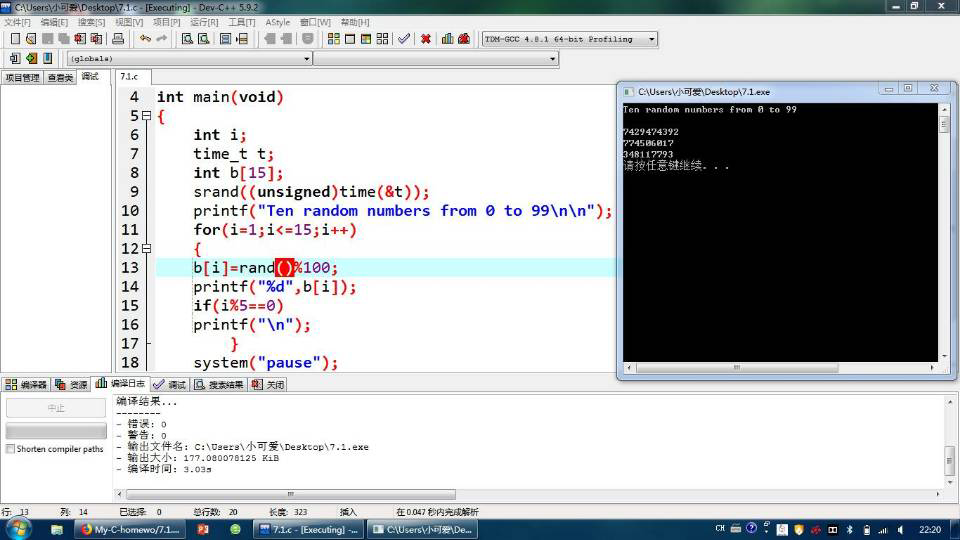 C:\Users\小可爱\Desktop\7.1.c - [Executing] - Dev-C++ 5.9.2
文件[F] 编辑[E] 搜索[S] 视图[V] 项目[P] 运行[R] 工具[T] AStyle 窗口[W] 帮助[H]
TDM-GCC 4.8.1 64-bit Profiling
(globals)
项目管理 查看类 调试 7.1.c
4 int main(void)
5 {
6 int i;
7 time_t t;
8 int b[15];
9 srand((unsigned)time(&t));
10 printf("Ten random numbers from 0 to 99\n\n");
11 for(i=1;i<=15;i++)
12 {
13 b[i]=rand()%100;
14 printf("%d",b[i]);
15 if(i%5==0)
16 printf("\n");
17 }
18 system("pause");
C:\Users\小可爱\Desktop\7.1.exe
Ten random numbers from 0 to 99
7429474392
774506017
348117793
请按任意键继续. . .
编译器 资源 编译日志 调试 搜索结果 关闭
中止
Shorten compiler paths
编译结果...
--------
- 错误: 0
- 警告: 0
- 输出文件名: C:\Users\小可爱\Desktop\7.1.exe
- 输出大小: 177.080078125 KiB
- 编译时间: 3.03s
行: 13 列: 14 已选择: 0 总行数: 20 长度: 323 插入 在 0.047 秒内完成解析
My-C-homewo/7.1.... 7.1.c - [Executing] -... C:\Users\小可爱\De...
CH 22:20